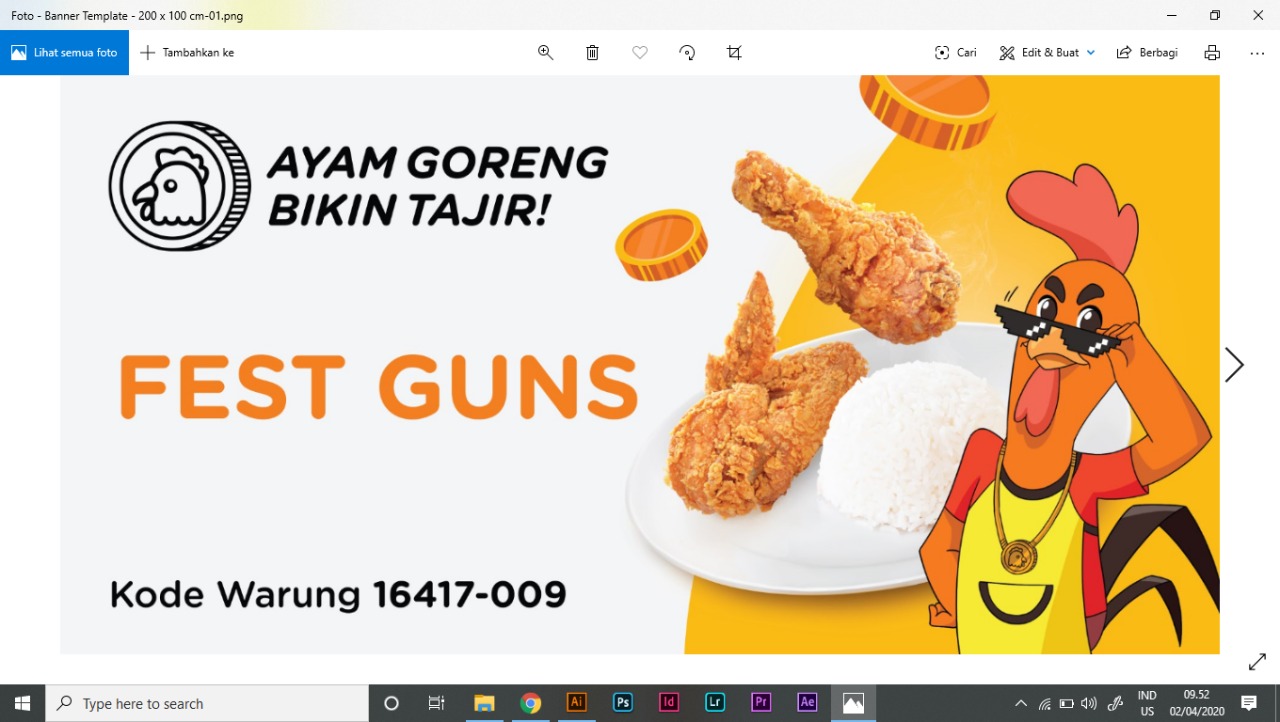 Foto - Banner Template - 200 x 100 cm-01.png
Lihat semua foto
Tambahkan ke
Cari
Edit & Buat
Berbagi
AYAM GORENG
BIKIN TAJIR!
FEST GUNS
Kode Warung 16417-009
Type here to search
Ai
Ps
Id
Lr
Pr
Ae
IND
US
09.52
02/04/2020